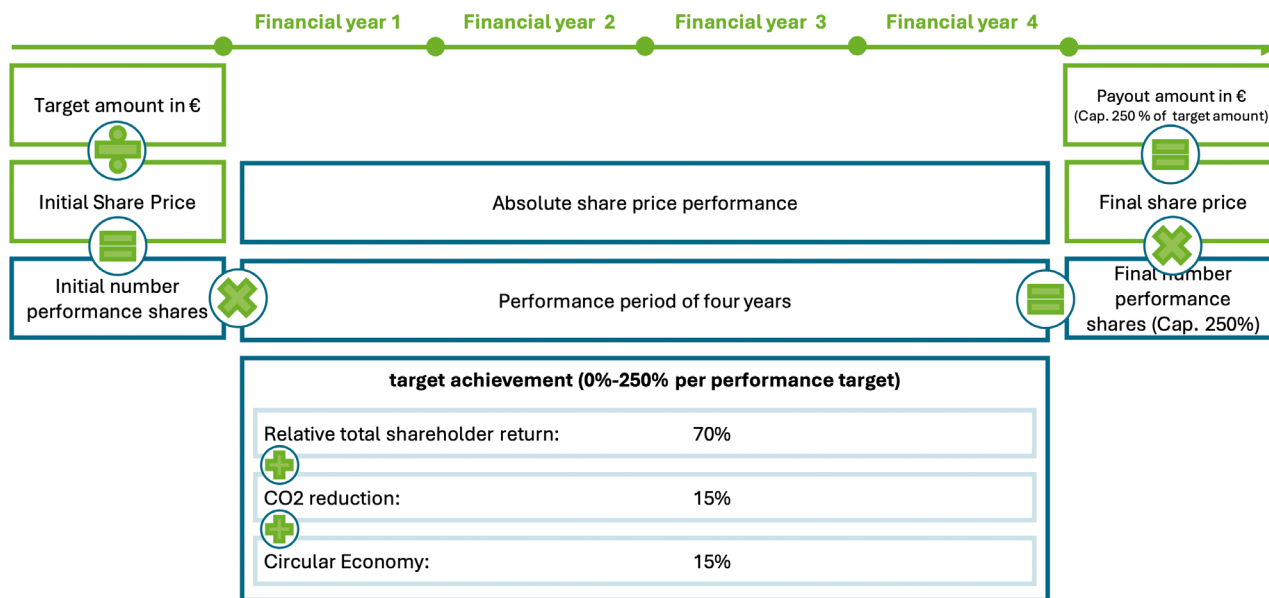 Financial year 1
Financial year 2
Financial year 3
Financial year 4
Target amount in €
Payout amount in €
(Cap. 250 % of target amount)
Initial Share Price
Absolute share price performance
Final share price
Initial number
performance shares
Performance period of four years
Final number
performance
shares (Cap. 250%)
target achievement (0%-250% per performance target)
Relative total shareholder return: 70%
CO2 reduction: 15%
Circular Economy: 15%